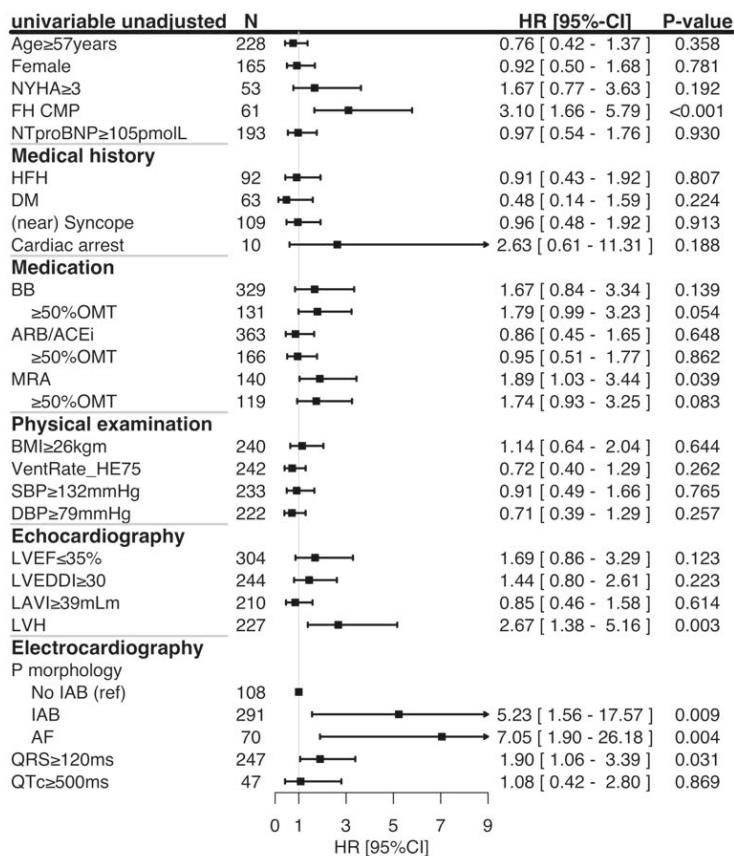 univariable unadjusted N HR [95%-CI] P-value
Age≥57years 228 0.76 [ 0.42 - 1.37 ] 0.358
Female 165 0.92 [ 0.50 - 1.68 ] 0.781
NYHA≥3 53 1.67 [ 0.77 - 3.63 ] 0.192
FH CMP 61 3.10 [ 1.66 - 5.79 ] <0.001
NTproBNP≥105pmolL 193 0.97 [ 0.54 - 1.76 ] 0.930
Medical history
HFH 92 0.91 [ 0.43 - 1.92 ] 0.807
DM 63 0.48 [ 0.14 - 1.59 ] 0.224
(near) Syncope 109 0.96 [ 0.48 - 1.92 ] 0.913
Cardiac arrest 10 2.63 [ 0.61 - 11.31 ] 0.188
Medication
BB 329 1.67 [ 0.84 - 3.34 ] 0.139
≥50%OMT 131 1.79 [ 0.99 - 3.23 ] 0.054
ARB/ACEi 363 0.86 [ 0.45 - 1.65 ] 0.648
≥50%OMT 166 0.95 [ 0.51 - 1.77 ] 0.862
MRA 140 1.89 [ 1.03 - 3.44 ] 0.039
≥50%OMT 119 1.74 [ 0.93 - 3.25 ] 0.083
Physical examination
BMI≥26kgm 240 1.14 [ 0.64 - 2.04 ] 0.644
VentRate_HE75 242 0.72 [ 0.40 - 1.29 ] 0.262
SBP≥132mmHg 233 0.91 [ 0.49 - 1.66 ] 0.765
DBP≥79mmHg 222 0.71 [ 0.39 - 1.29 ] 0.257
Echocardiography
LVEF≤35% 304 1.69 [ 0.86 - 3.29 ] 0.123
LVEDDI≥30 244 1.44 [ 0.80 - 2.61 ] 0.223
LAVI≥39mLm 210 0.85 [ 0.46 - 1.58 ] 0.614
LVH 227 2.67 [ 1.38 - 5.16 ] 0.003
Electrocardiography
P morphology
No IAB (ref) 108
IAB 291 5.23 [ 1.56 - 17.57 ] 0.009
AF 70 7.05 [ 1.90 - 26.18 ] 0.004
QRS≥120ms 247 1.90 [ 1.06 - 3.39 ] 0.031
QTc≥500ms 47 1.08 [ 0.42 - 2.80 ] 0.869
0 1 3 5 7 9
HR [95%CI]